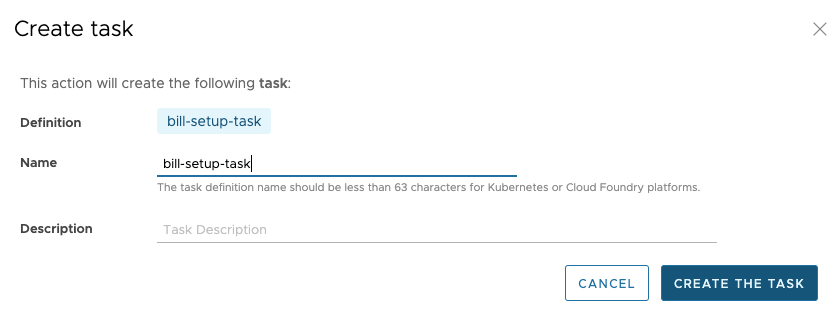 Create task
This action will create the following task:
Definition bill-setup-task
Name bill-setup-task
The task definition name should be less than 63 characters for Kubernetes or Cloud Foundry platforms.
Description Task Description
CANCEL CREATE THE TASK